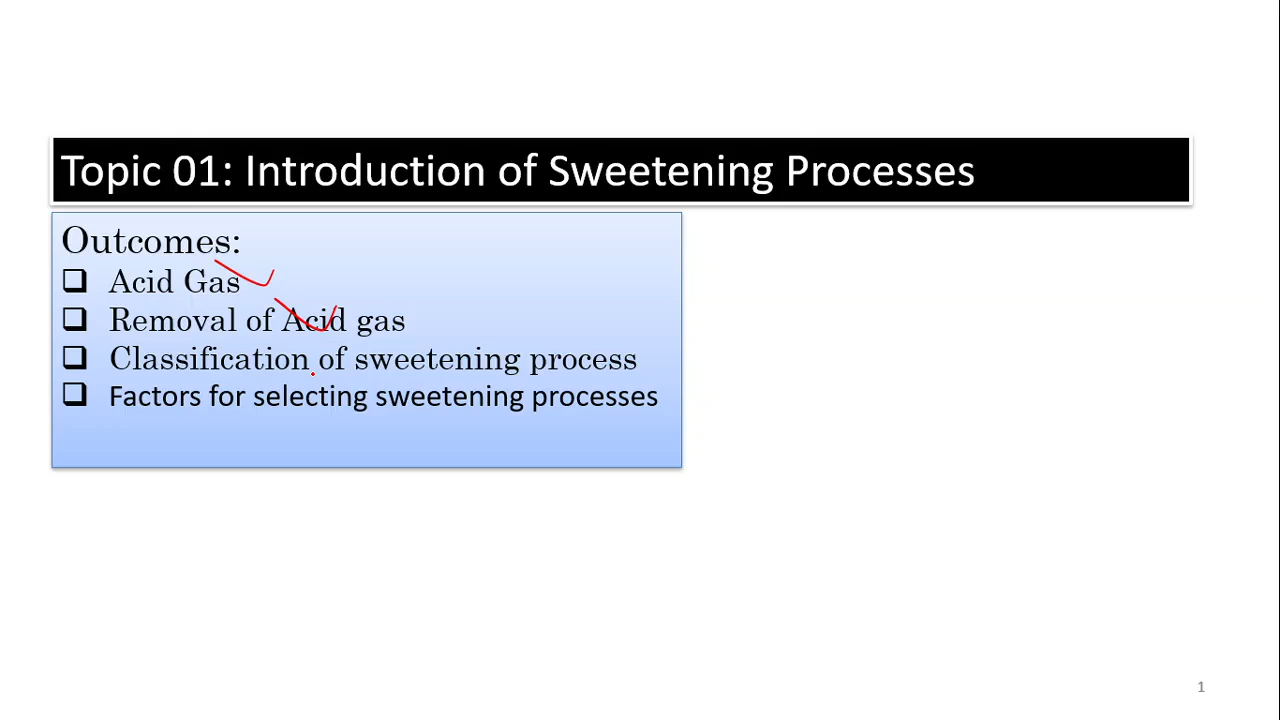 Topic 01: Introduction of Sweetening Processes
Outcomes:
❑ Acid Gas
❑ Removal of Acid gas
❑ Classification of sweetening process
❑ Factors for selecting sweetening processes
1